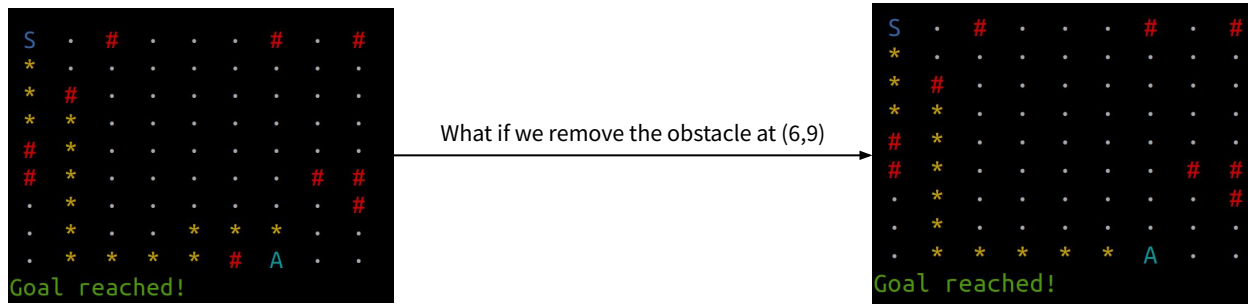 S . # . . . # . #
* . . . . . . . .
* # . . . . . . .
* * . . . . . . .
# * . . . . . . .
# * . . . . . # #
. * . . . . . . #
. * . . * * * . .
. * * * * # A . .
Goal reached!
What if we remove the obstacle at (6,9)
S . # . . . # . #
* . . . . . . . .
* # . . . . . . .
* * . . . . . . .
# * . . . . . . .
# * . . . . . # #
. * . . . . . . #
. * . . . . . . .
. * * * * * A . .
Goal reached!